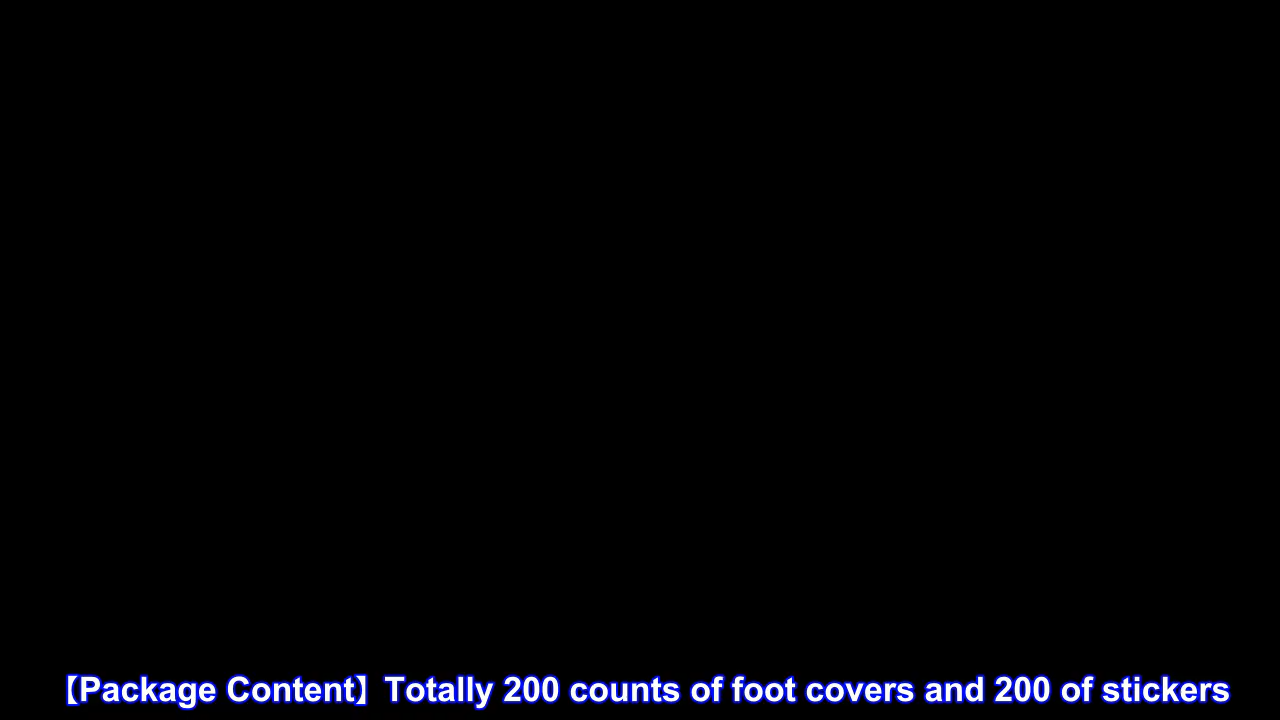 【Package Content】Totally 200 counts of foot covers and 200 of stickers